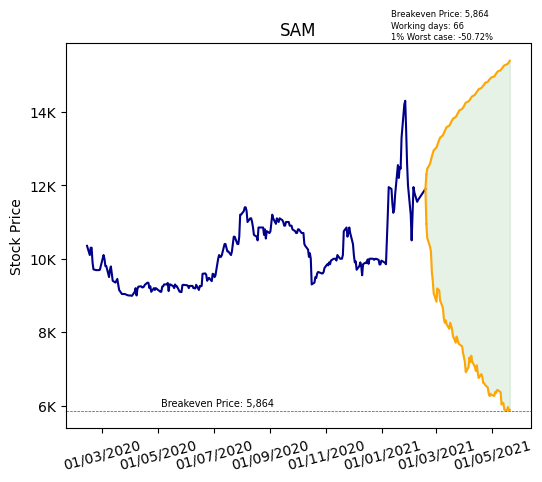 Breakeven Price: 5,864
Working days: 66
1% Worst case: -50.72%
SAM
Stock Price
14K
12K
10K
8K
6K
Breakeven Price: 5,864
01/03/2020
01/05/2020
01/07/2020
01/09/2020
01/11/2020
01/01/2021
01/03/2021
01/05/2021